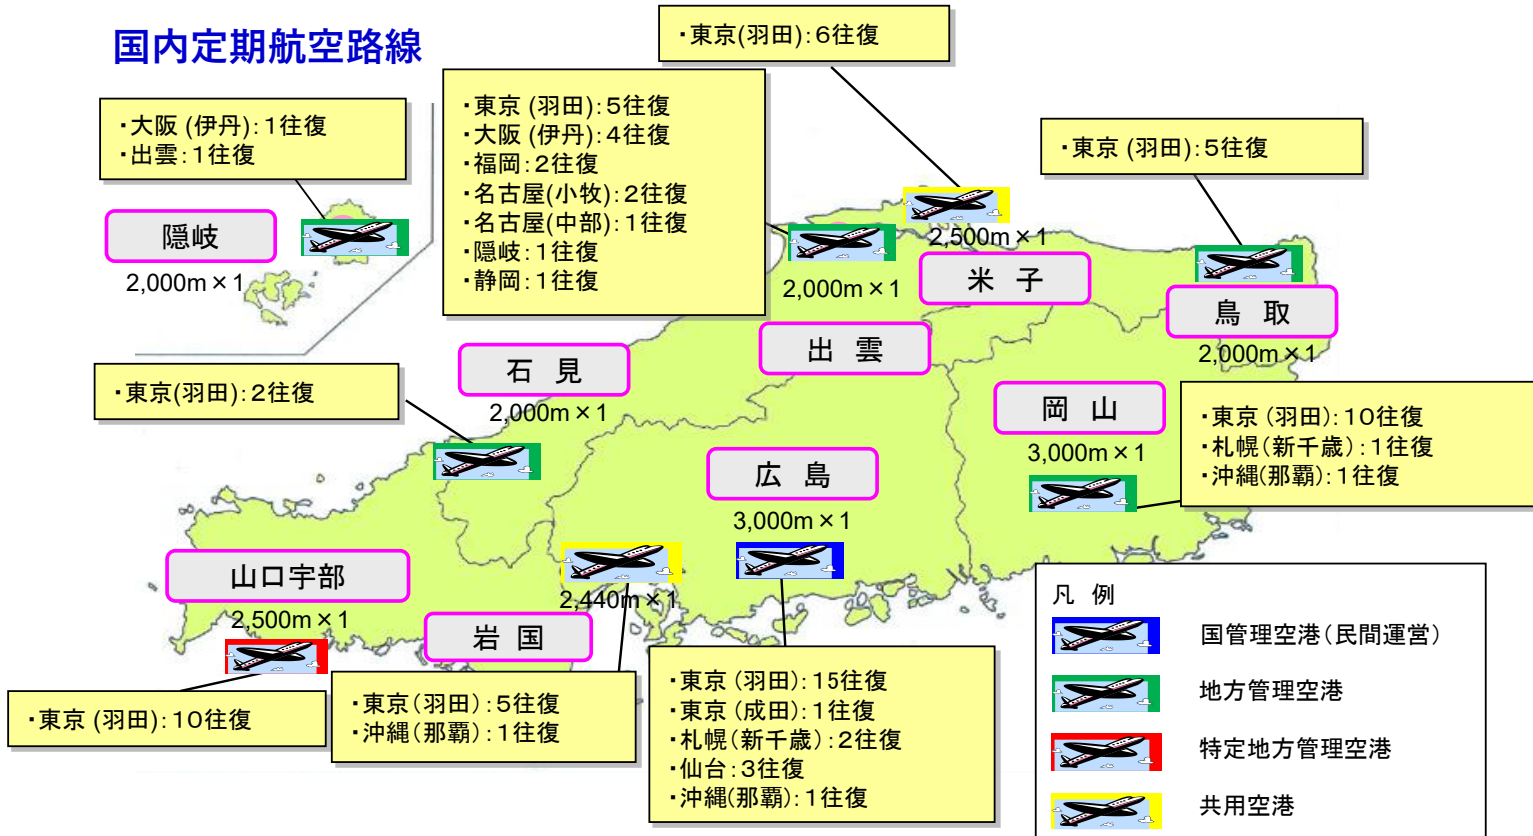 国内定期航空路線
・東京(羽田):6往復
・大阪 (伊丹):1往復
・出雲:1往復
隠岐
2,000m×1
・東京 (羽田):5往復
・大阪 (伊丹):4往復
・福岡:2往復
・名古屋(小牧):2往復
・名古屋(中部):1往復
・隠岐:1往復
・静岡:1往復
・東京 (羽田):5往復
2,500m×1
米 子
2,000m×1
出 雲
鳥 取
2,000m×1
・東京(羽田):2往復
石 見
2,000m×1
岡 山
3,000m×1
・東京 (羽田):10往復
・札幌(新千歳):1往復
・沖縄(那覇):1往復
広 島
3,000m×1
山口宇部
2,500m×1
2,440m×1
岩 国
・東京 (羽田):10往復
・東京(羽田):5往復
・沖縄(那覇):1往復
・東京 (羽田):15往復
・東京 (成田):1往復
・札幌(新千歳):2往復
・仙台:3往復
・沖縄(那覇):1往復
凡 例
国管理空港(民間運営)
地方管理空港
特定地方管理空港
共用空港